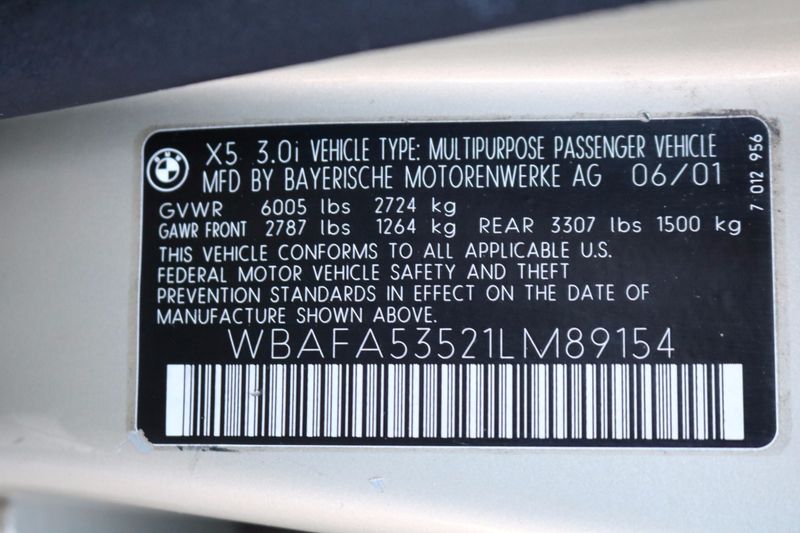 BMW
X5 3.0i VEHICLE TYPE: MULTIPURPOSE PASSENGER VEHICLE
MFD BY BAYERISCHE MOTORENWERKE AG 06/01
GVWR 6005 lbs 2724 kg
GAWR FRONT 2787 lbs 1264 kg REAR 3307 lbs 1500 kg
THIS VEHICLE CONFORMS TO ALL APPLICABLE U.S.
FEDERAL MOTOR VEHICLE SAFETY AND THEFT
PREVENTION STANDARDS IN EFFECT ON THE DATE OF
MANUFACTURE SHOWN ABOVE.
WBAFA53521LM89154
7 012 956